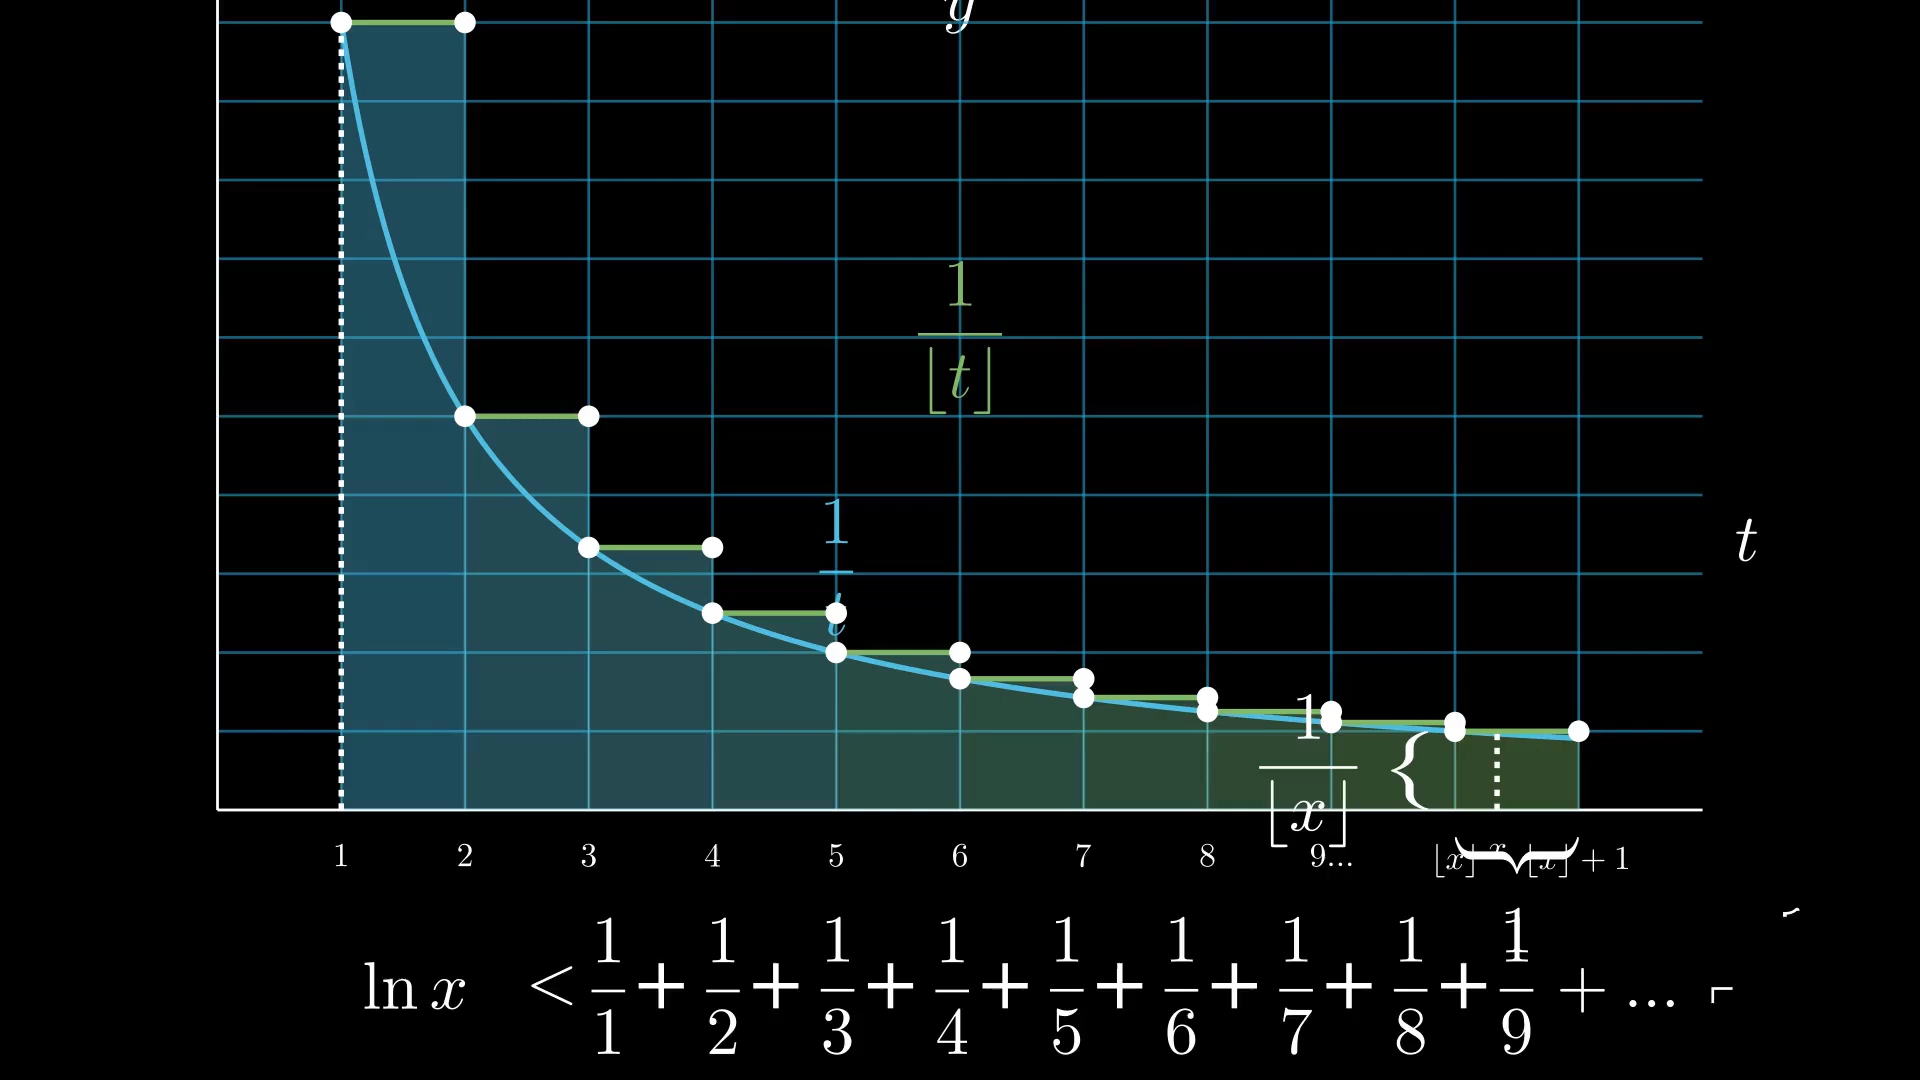 y
1
⌊t⌋
1
t
t
1
⌊x⌋
1 2 3 4 5 6 7 8 9... ⌊x⌋ x ⌊x⌋ + 1
ln x < 1/1 + 1/2 + 1/3 + 1/4 + 1/5 + 1/6 + 1/7 + 1/8 + 1/9 + ...